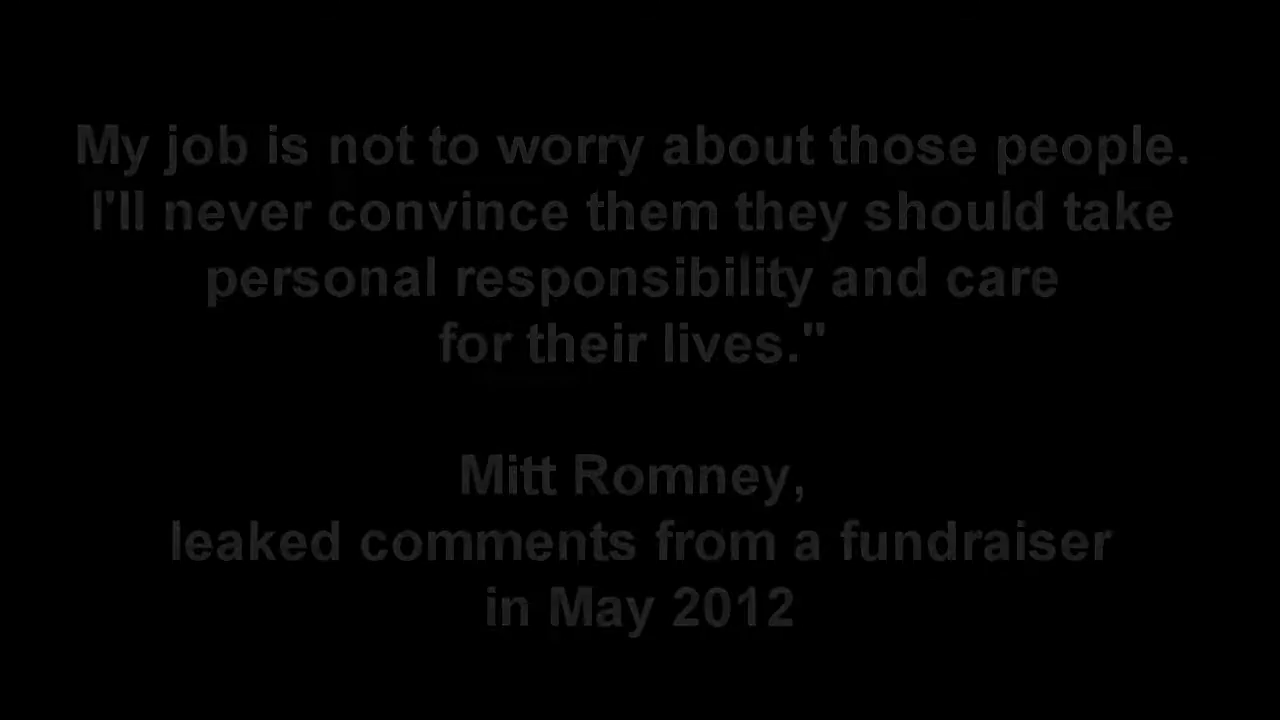 My job is not to worry about those people.
I'll never convince them they should take
personal responsibility and care
for their lives."
Mitt Romney,
leaked comments from a fundraiser
in May 2012